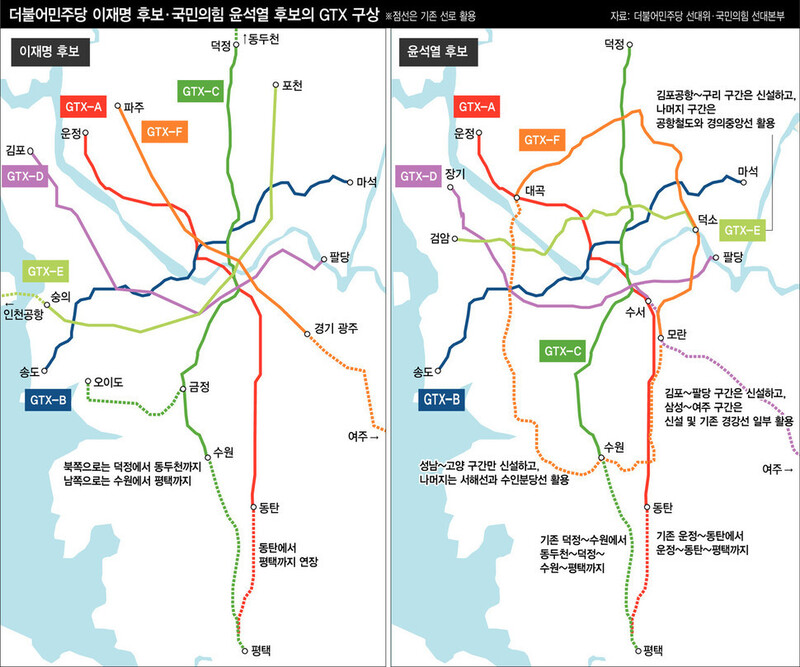 더불어민주당 이재명 후보·국민의힘 윤석열 후보의 GTX 구상 ※점선은 기존 선로 활용
자료: 더불어민주당 선대위·국민의힘 선대본부
이재명 후보
↑동두천
덕정
GTX-C
포천
GTX-A
파주
GTX-F
운정
김포
GTX-D
마석
GTX-E
숭의
←
인천공항
팔당
경기 광주
송도
오이도
금정
GTX-B
여주→
수원
북쪽으로는 덕정에서 동두천까지
남쪽으로는 수원에서 평택까지
동탄
동탄에서
평택까지 연장
평택
윤석열 후보
덕정
김포공항~구리 구간은 신설하고,
나머지 구간은
공항철도와 경의중앙선 활용
GTX-A
운정
GTX-F
GTX-D
장기
대곡
마석
검암
덕소
GTX-E
팔당
수서
모란
GTX-C
송도
GTX-B
김포~팔당 구간은 신설하고,
삼성~여주 구간은
신설 및 기존 경강선 일부 활용
수원
여주→
성남~고양 구간만 신설하고,
나머지는 서해선과 수인분당선 활용
동탄
기존 덕정~수원에서
동두천~덕정~
수원~평택까지
기존 운정~동탄에서
운정~동탄~평택까지
평택